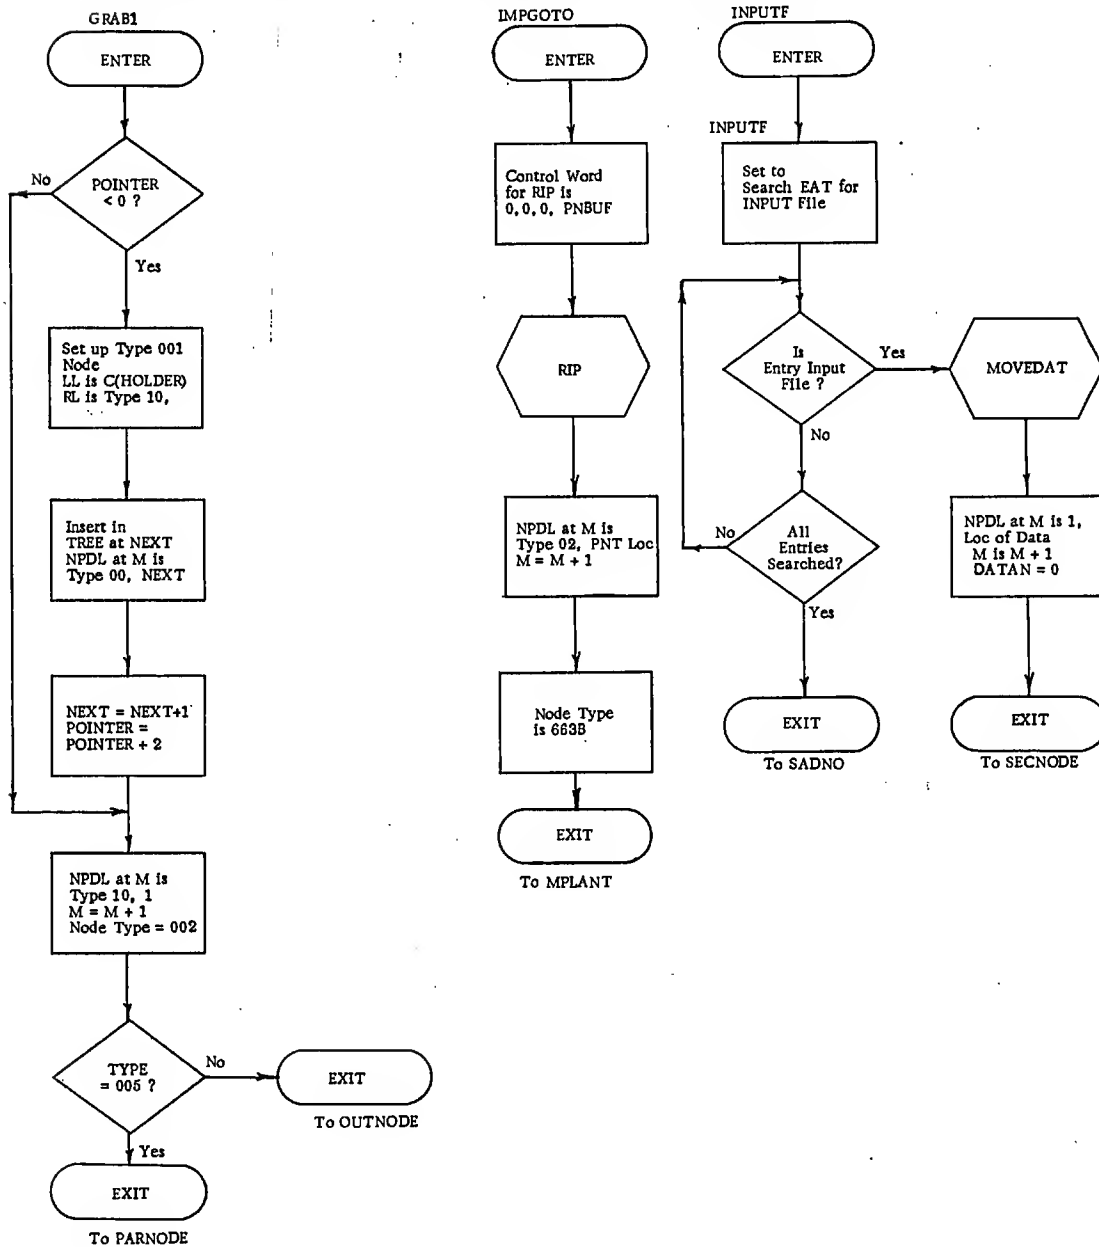 GRAB1
ENTER
No
POINTER
< 0 ?
Yes
Set up Type 001
Node
LL is C(HOLDER)
RL is Type 10,
Insert in
TREE at NEXT
NPDL at M is
Type 00, NEXT
NEXT = NEXT+1
POINTER =
POINTER + 2
NPDL at M is
Type 10, 1
M = M + 1
Node Type = 002
TYPE
= 005 ?
No
EXIT
To OUTNODE
Yes
EXIT
To PARNODE
IMPGOTO
ENTER
Control Word
for RIP is
0,0,0, PNBUF
RIP
NPDL at M is
Type 02, PNT Loc
M = M + 1
Node Type
is 663B
EXIT
To MPLANT
INPUTF
ENTER
INPUTF
Set to
Search EAT for
INPUT File
Is
Entry Input
File ?
Yes
No
No
All
Entries
Searched?
Yes
EXIT
To SADNO
MOVEDAT
NPDL at M is 1,
Loc of Data
M is M + 1
DATAN = 0
EXIT
To SECNODE